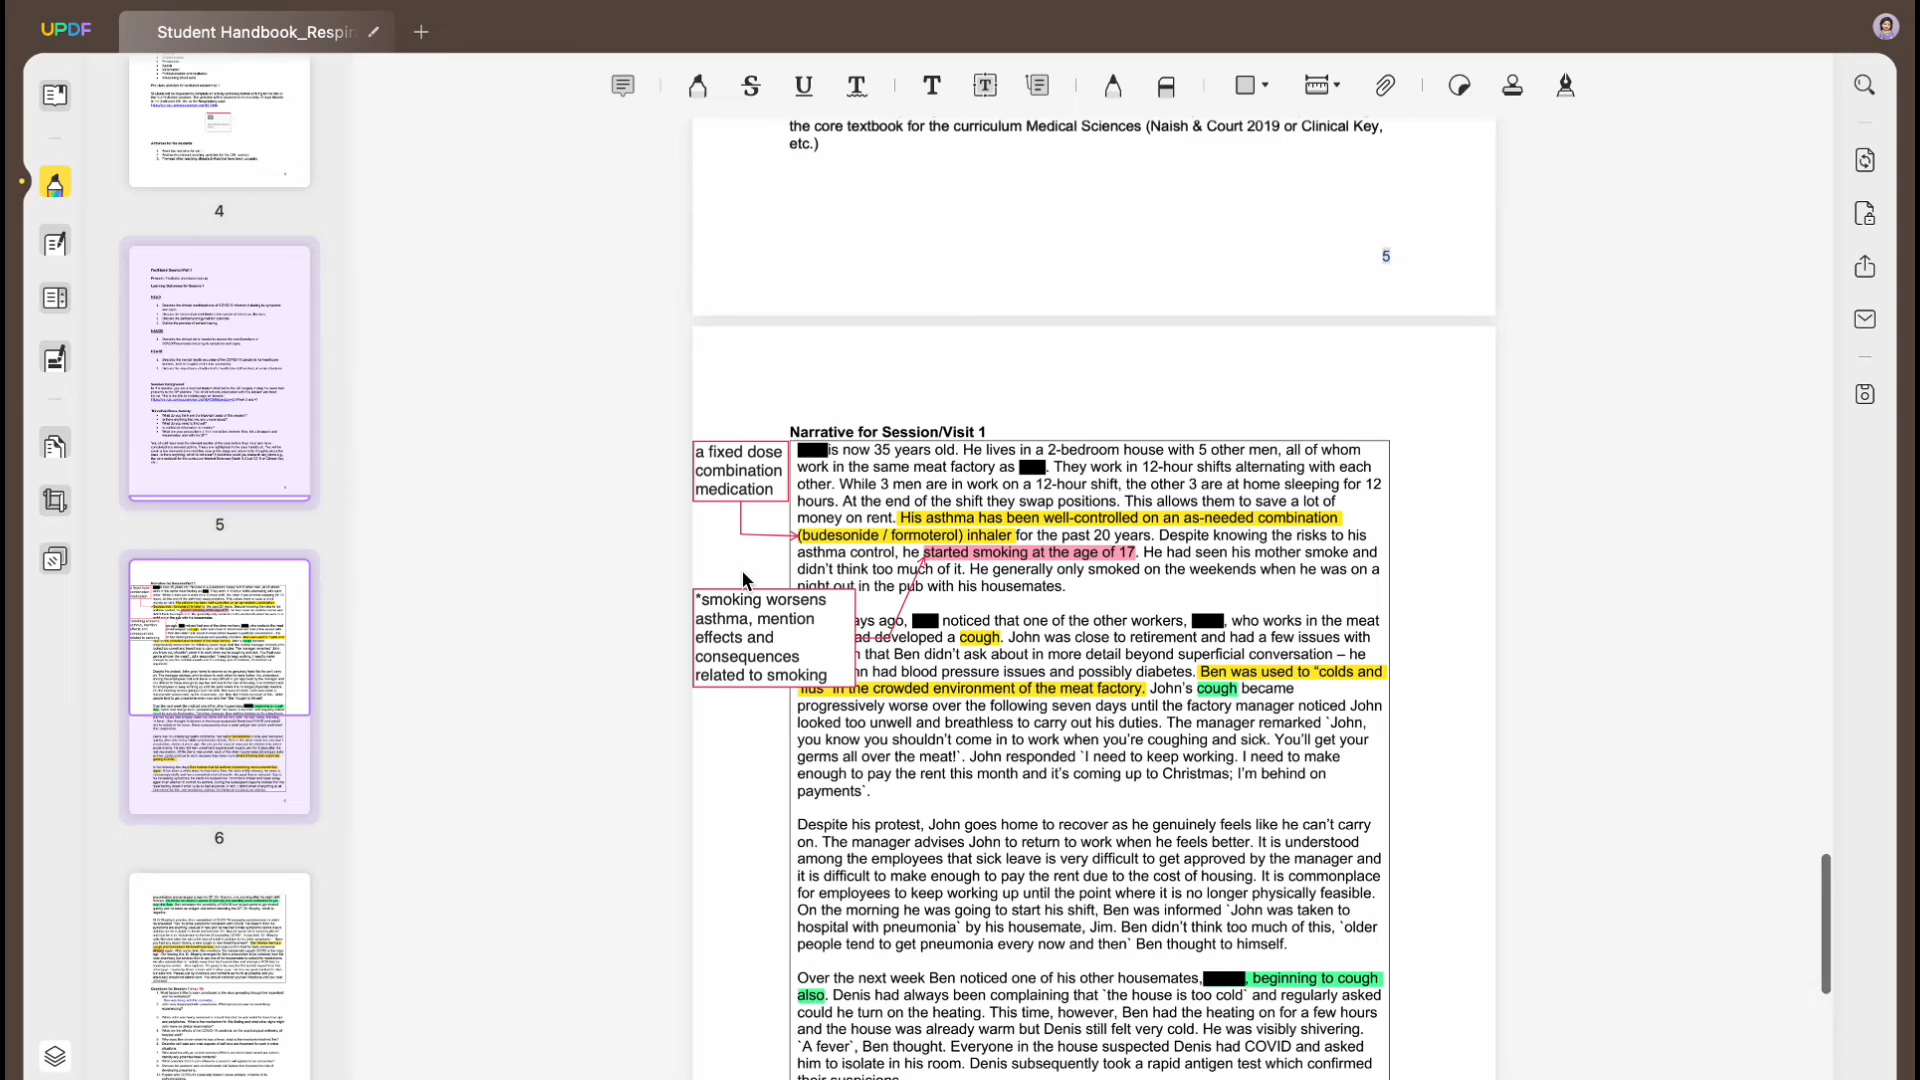 UPDF
Student Handbook_Respir
4
5
6
the core textbook for the curriculum Medical Sciences (Naish & Court 2019 or Clinical Key,
etc.)
5
Narrative for Session/Visit 1
a fixed dose
combination
medication
is now 35 years old. He lives in a 2-bedroom house with 5 other men, all of whom
work in the same meat factory as . They work in 12-hour shifts alternating with each
other. While 3 men are in work on a 12-hour shift, the other 3 are at home sleeping for 12
hours. At the end of the shift they swap positions. This allows them to save a lot of
money on rent. His asthma has been well-controlled on an as-needed combination
(budesonide / formoterol) inhaler for the past 20 years. Despite knowing the risks to his
asthma control, he started smoking at the age of 17. He had seen his mother smoke and
didn't think too much of it. He generally only smoked on the weekends when he was on a
night out in the pub with his housemates.
*smoking worsens
asthma, mention
effects and
consequences
related to smoking
ays ago, noticed that one of the other workers, , who works in the meat
ad developed a cough. John was close to retirement and had a few issues with
that Ben didn't ask about in more detail beyond superficial conversation – he
hn had blood pressure issues and possibly diabetes. Ben was used to "colds and
flus" in the crowded environment of the meat factory. John's cough became
progressively worse over the following seven days until the factory manager noticed John
looked too unwell and breathless to carry out his duties. The manager remarked `John,
you know you shouldn't come in to work when you're coughing and sick. You'll get your
germs all over the meat!`. John responded `I need to keep working. I need to make
enough to pay the rent this month and it's coming up to Christmas; I'm behind on
payments`.
Despite his protest, John goes home to recover as he genuinely feels like he can't carry
on. The manager advises John to return to work when he feels better. It is understood
among the employees that sick leave is very difficult to get approved by the manager and
it is difficult to make enough to pay the rent due to the cost of housing. It is commonplace
for employees to keep working up until the point where it is no longer physically feasible.
On the morning he was going to start his shift, Ben was informed `John was taken to
hospital with pneumonia` by his housemate, Jim. Ben didn't think too much of this, `older
people tend to get pneumonia every now and then` Ben thought to himself.
Over the next week Ben noticed one of his other housemates, , beginning to cough
also. Denis had always been complaining that `the house is too cold` and regularly asked
could he turn on the heating. This time, however, Ben had the heating on for a few hours
and the house was already warm but Denis still felt very cold. He was visibly shivering.
`A fever`, Ben thought. Everyone in the house suspected Denis had COVID and asked
him to isolate in his room. Denis subsequently took a rapid antigen test which confirmed
their suspicions.